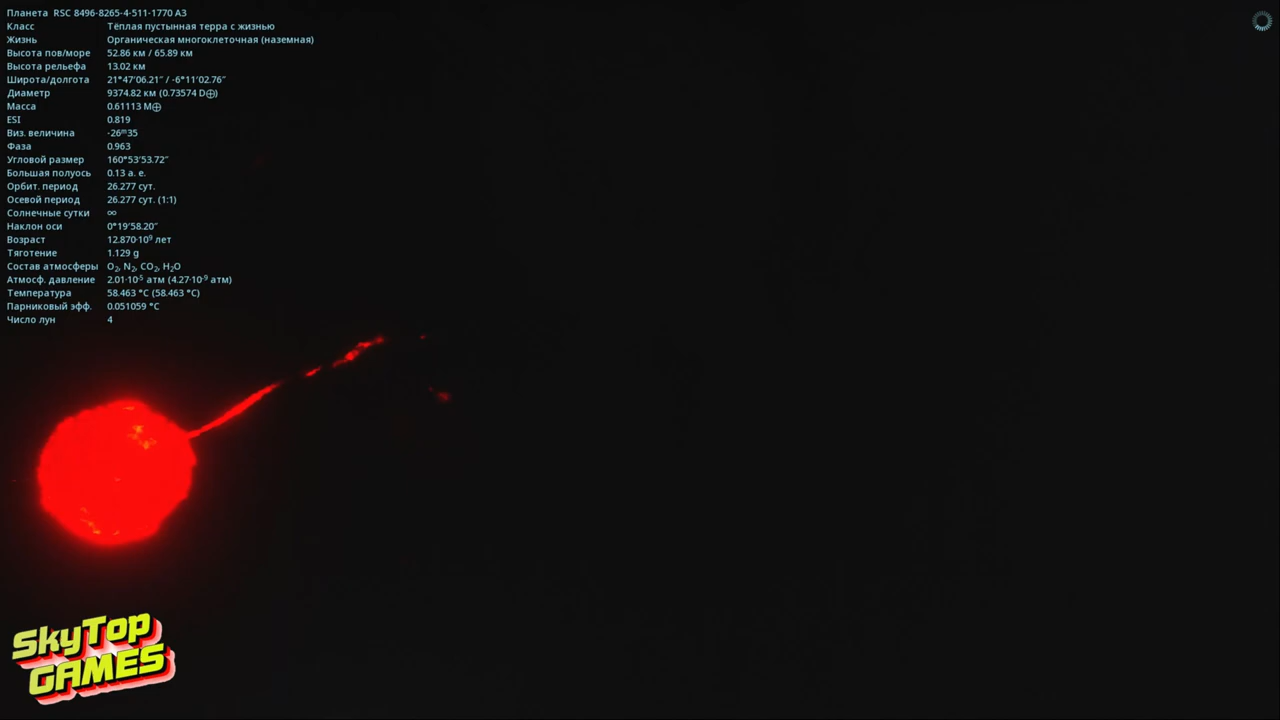 Планета RSC 8496-8265-4-511-1770 A3
Класс Тёплая пустынная терра с жизнью
Жизнь Органическая многоклеточная (наземная)
Высота пов/море 52.86 км / 65.89 км
Высота рельефа 13.02 км
Широта/долгота 21°47′06.21″ / -6°11′02.76″
Диаметр 9374.82 км (0.73574 D⊕)
Масса 0.61113 M⊕
ESI 0.819
Виз. величина -26ᵐ35
Фаза 0.963
Угловой размер 160°53′53.72″
Большая полуось 0.13 а. е.
Орбит. период 26.277 сут.
Осевой период 26.277 сут. (1:1)
Солнечные сутки ∞
Наклон оси 0°19′58.20″
Возраст 12.870·10⁹ лет
Тяготение 1.129 g
Состав атмосферы O₂, N₂, CO₂, H₂O
Атмосф. давление 2.01·10⁻⁵ атм (4.27·10⁻⁹ атм)
Температура 58.463 °C (58.463 °C)
Парниковый эфф. 0.051059 °C
Число лун 4
SkyTop
GAMES